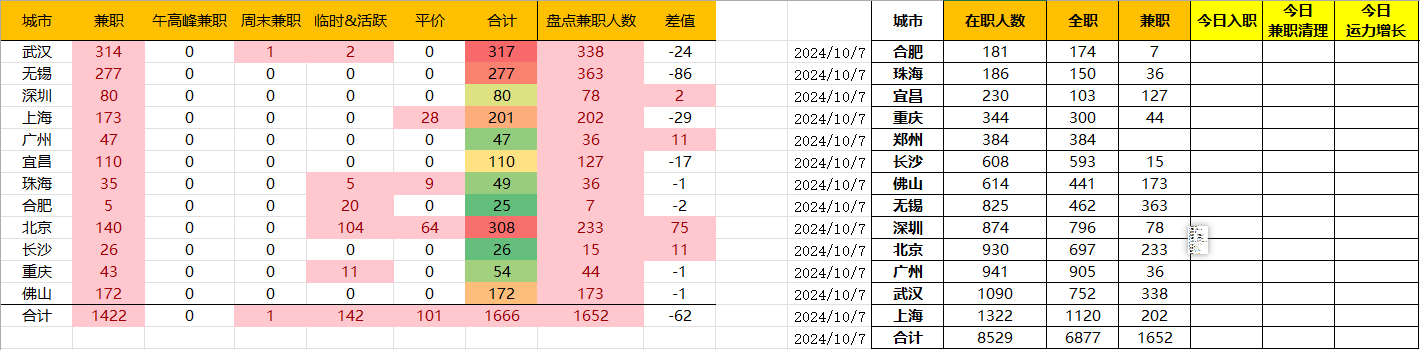 城市 兼职 午高峰兼职 周末兼职 临时&活跃 平价 合计 盘点兼职人数 差值 城市 在职人数 全职 兼职 今日入职 今日兼职清理 今日运力增长
武汉 314 0 1 2 0 317 338 -24 2024/10/7 合肥 181 174 7
无锡 277 0 0 0 0 277 363 -86 2024/10/7 珠海 186 150 36
深圳 80 0 0 0 0 80 78 2 2024/10/7 宜昌 230 103 127
上海 173 0 0 0 28 201 202 -29 2024/10/7 重庆 344 300 44
广州 47 0 0 0 0 47 36 11 2024/10/7 郑州 384 384
宜昌 110 0 0 0 0 110 127 -17 2024/10/7 长沙 608 593 15
珠海 35 0 0 5 9 49 36 -1 2024/10/7 佛山 614 441 173
合肥 5 0 0 20 0 25 7 -2 2024/10/7 无锡 825 462 363
北京 140 0 0 104 64 308 233 75 2024/10/7 深圳 874 796 78
长沙 26 0 0 0 0 26 15 11 2024/10/7 北京 930 697 233
重庆 43 0 0 11 0 54 44 -1 2024/10/7 广州 941 905 36
佛山 172 0 0 0 0 172 173 -1 2024/10/7 武汉 1090 752 338
合计 1422 0 1 142 101 1666 1652 -62 2024/10/7 上海 1322 1120 202
2024/10/7 合计 8529 6877 1652